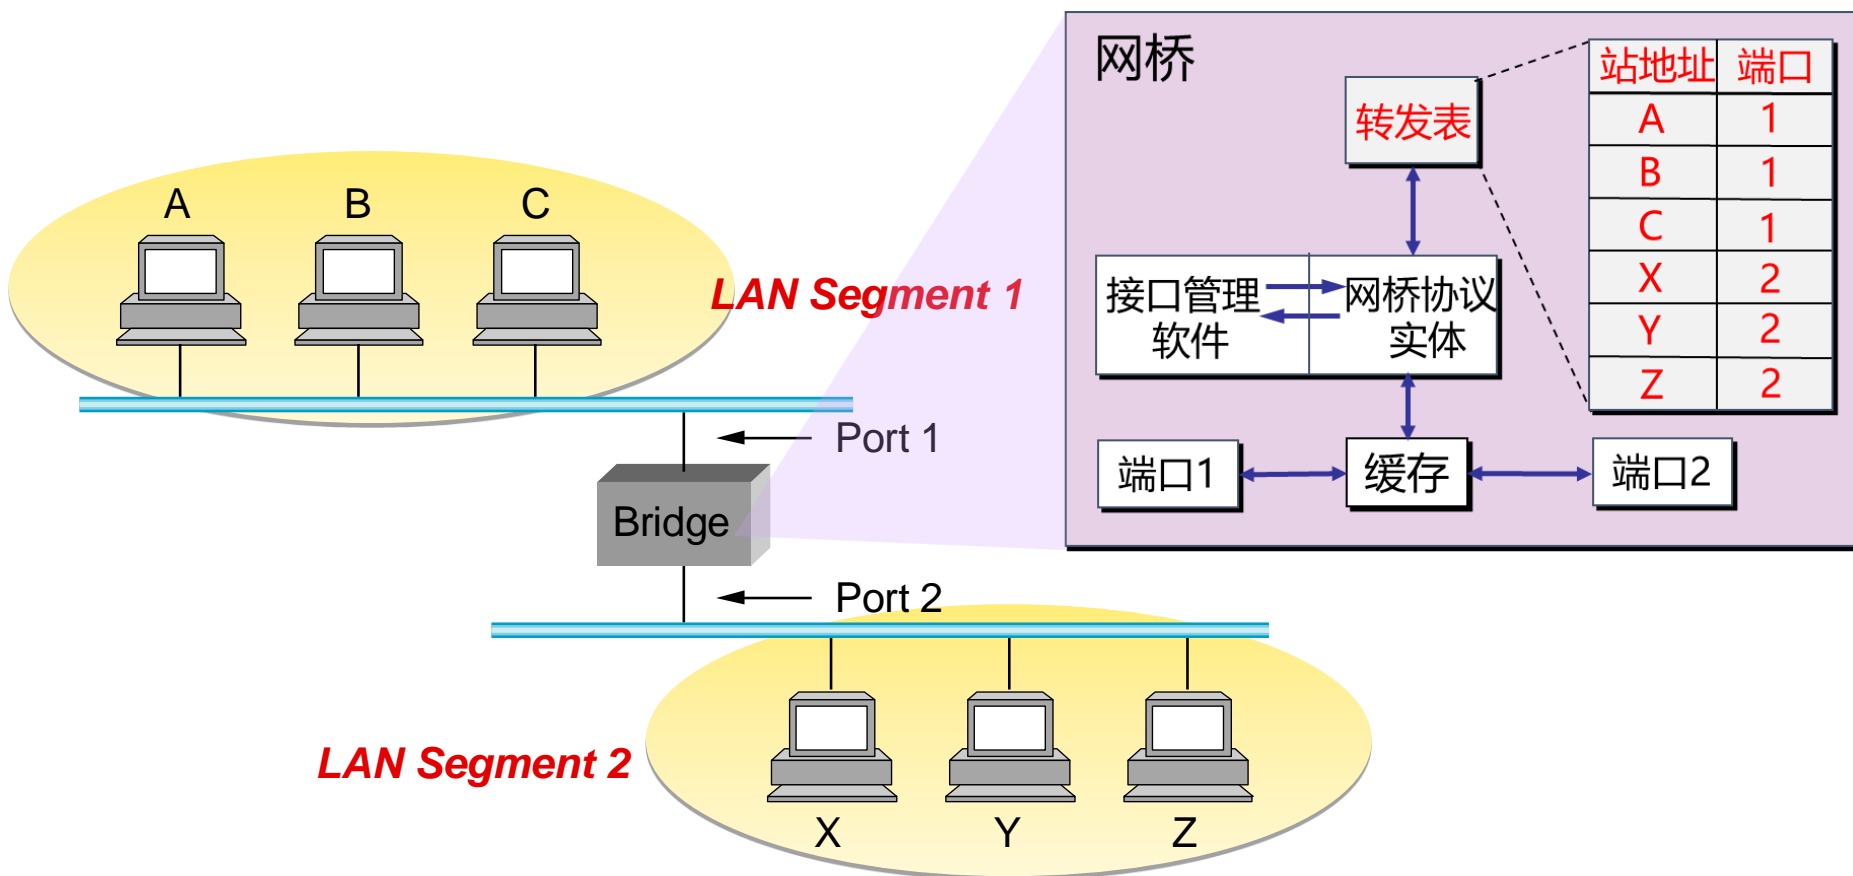 网桥
站地址 端口
转发表
A 1
B 1
C 1
X 2
Y 2
Z 2
接口管理
软件
网桥协议
实体
端口1
缓存
端口2
A B C
LAN Segment 1
Port 1
Bridge
Port 2
LAN Segment 2
X Y Z